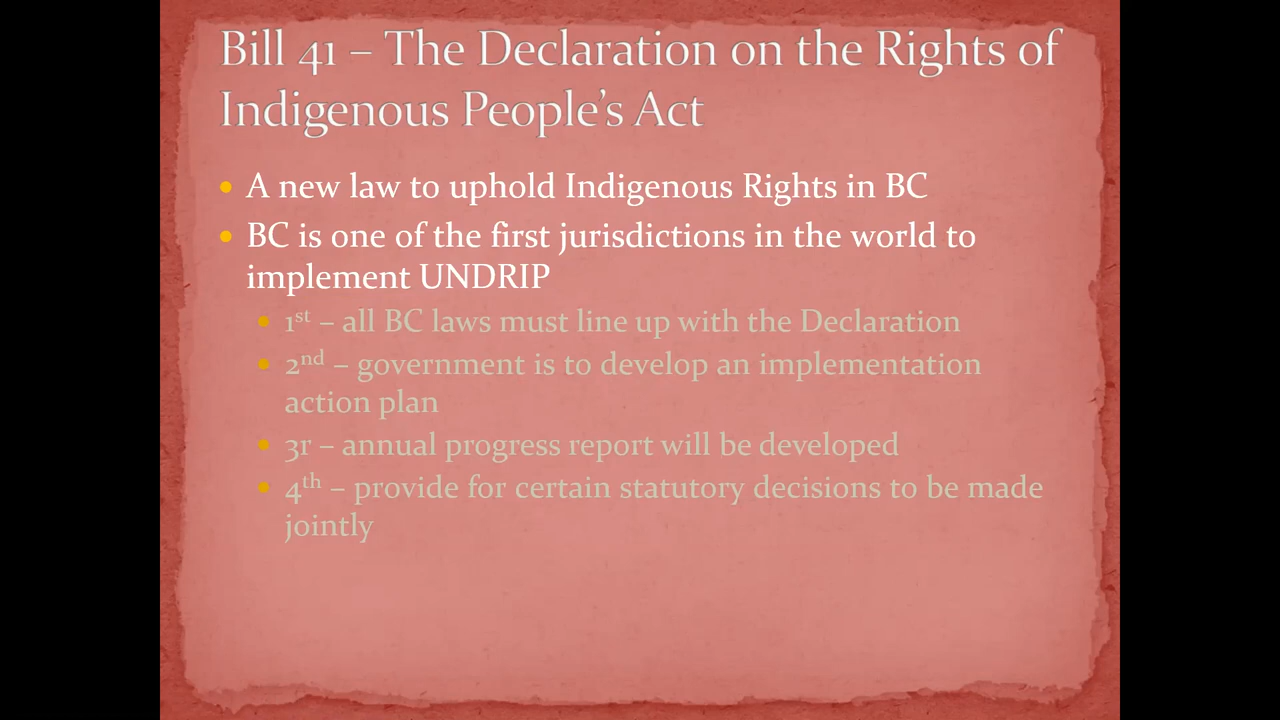 Bill 41 – The Declaration on the Rights of
Indigenous People’s Act
A new law to uphold Indigenous Rights in BC
BC is one of the first jurisdictions in the world to
implement UNDRIP
1st – all BC laws must line up with the Declaration
2nd – government is to develop an implementation
action plan
3r – annual progress report will be developed
4th – provide for certain statutory decisions to be made
jointly